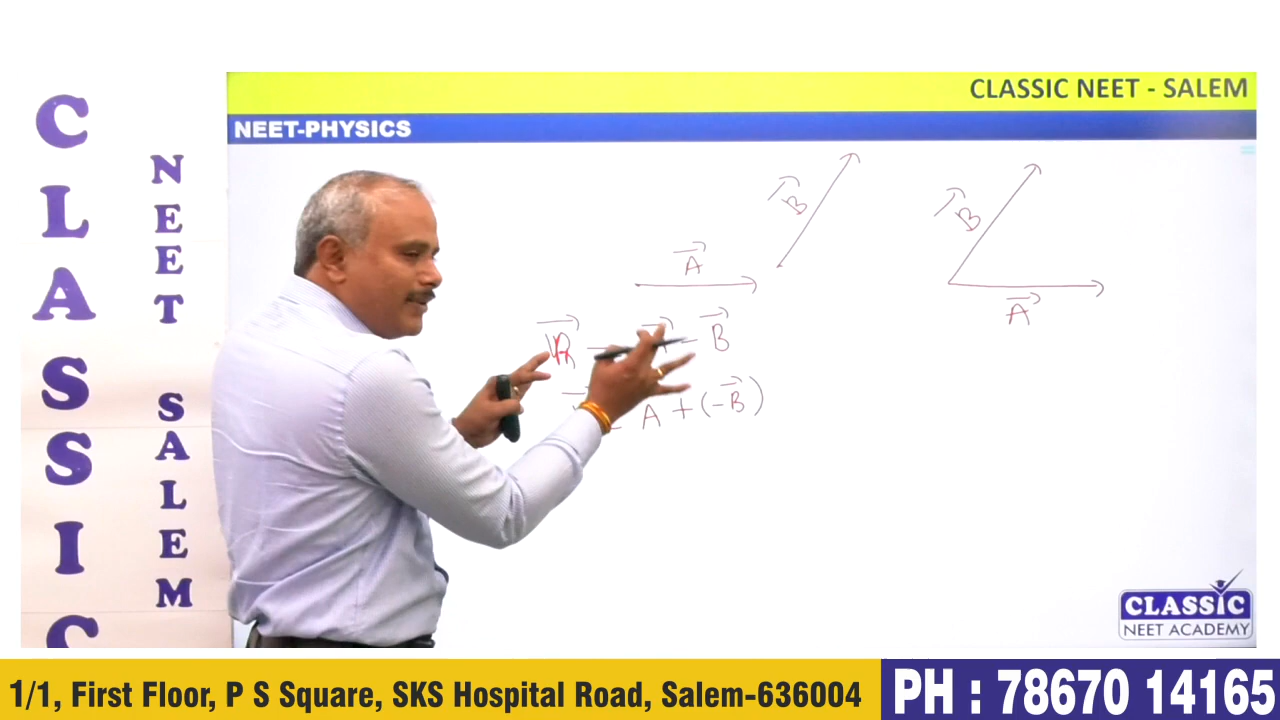 CLASSIC NEET - SALEM
NEET-PHYSICS
CLASSIC
NEET SALEM
B
A
B
A
R B
A + (-B)
CLASSIC
NEET ACADEMY
1/1, First Floor, P S Square, SKS Hospital Road, Salem-636004
PH : 78670 14165